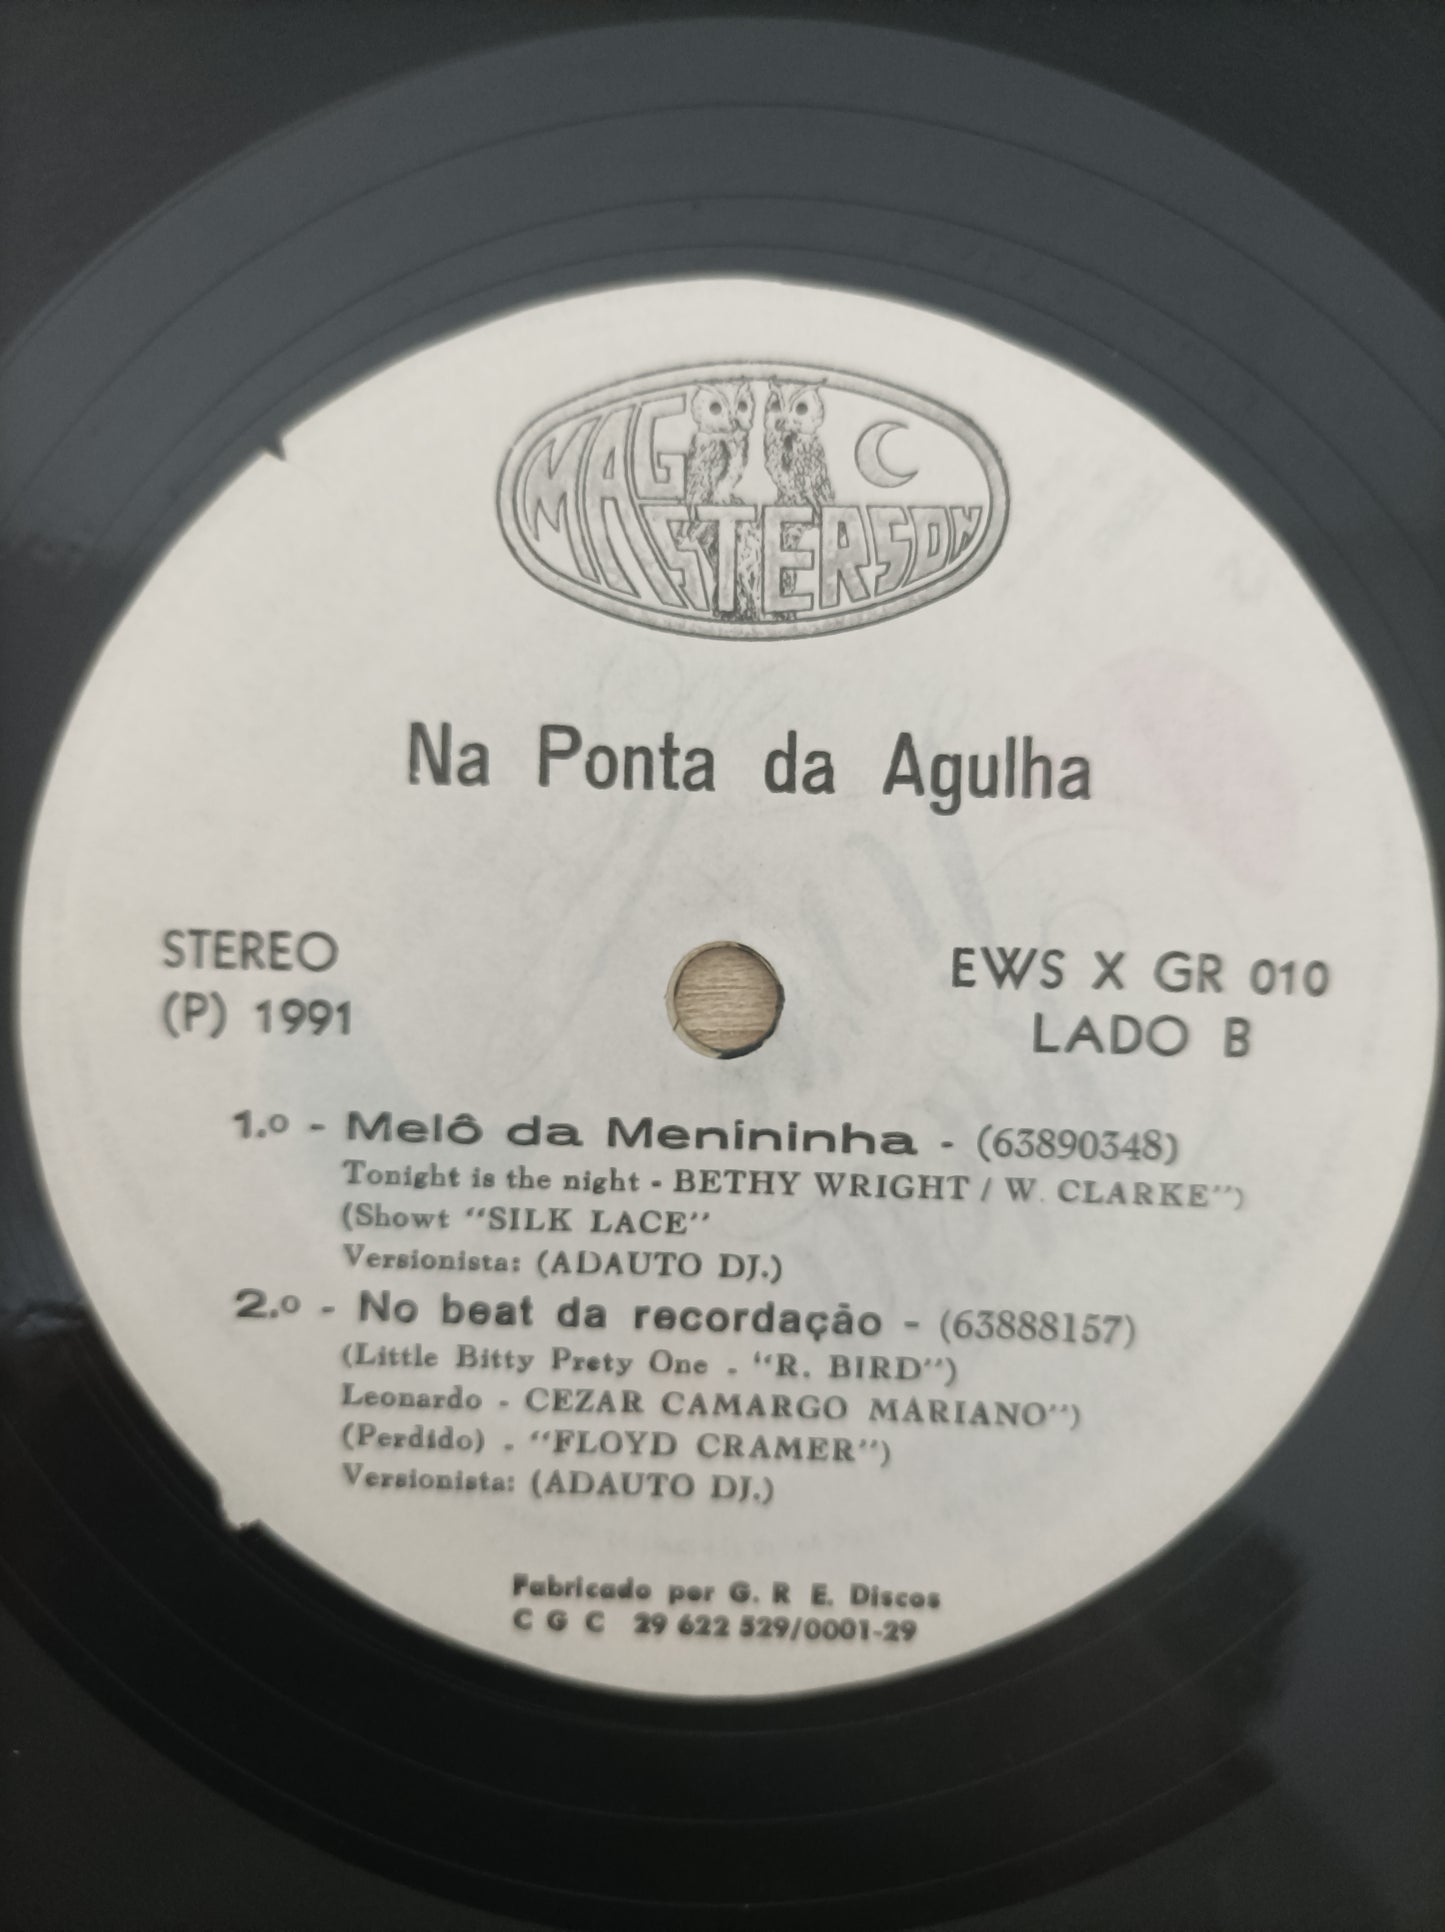 MAG
STERSON
Na Ponta da Agulha
STEREO
(P) 1991
EWS X GR 010
LADO B
1.º - Melô da Menininha - (63890348)
Tonight is the night - BETHY WRIGHT / W. CLARKE")
(Showt "SILK LACE"
Versionista: (ADAUTO DJ.)
2.º - No beat da recordação - (63888157)
(Little Bitty Prety One - "R. BIRD")
Leonardo - CEZAR CAMARGO MARIANO")
(Perdido) - "FLOYD CRAMER")
Versionista: (ADAUTO DJ.)
Fabricado por G. R E. Discos
C G C 29 622 529/0001-29